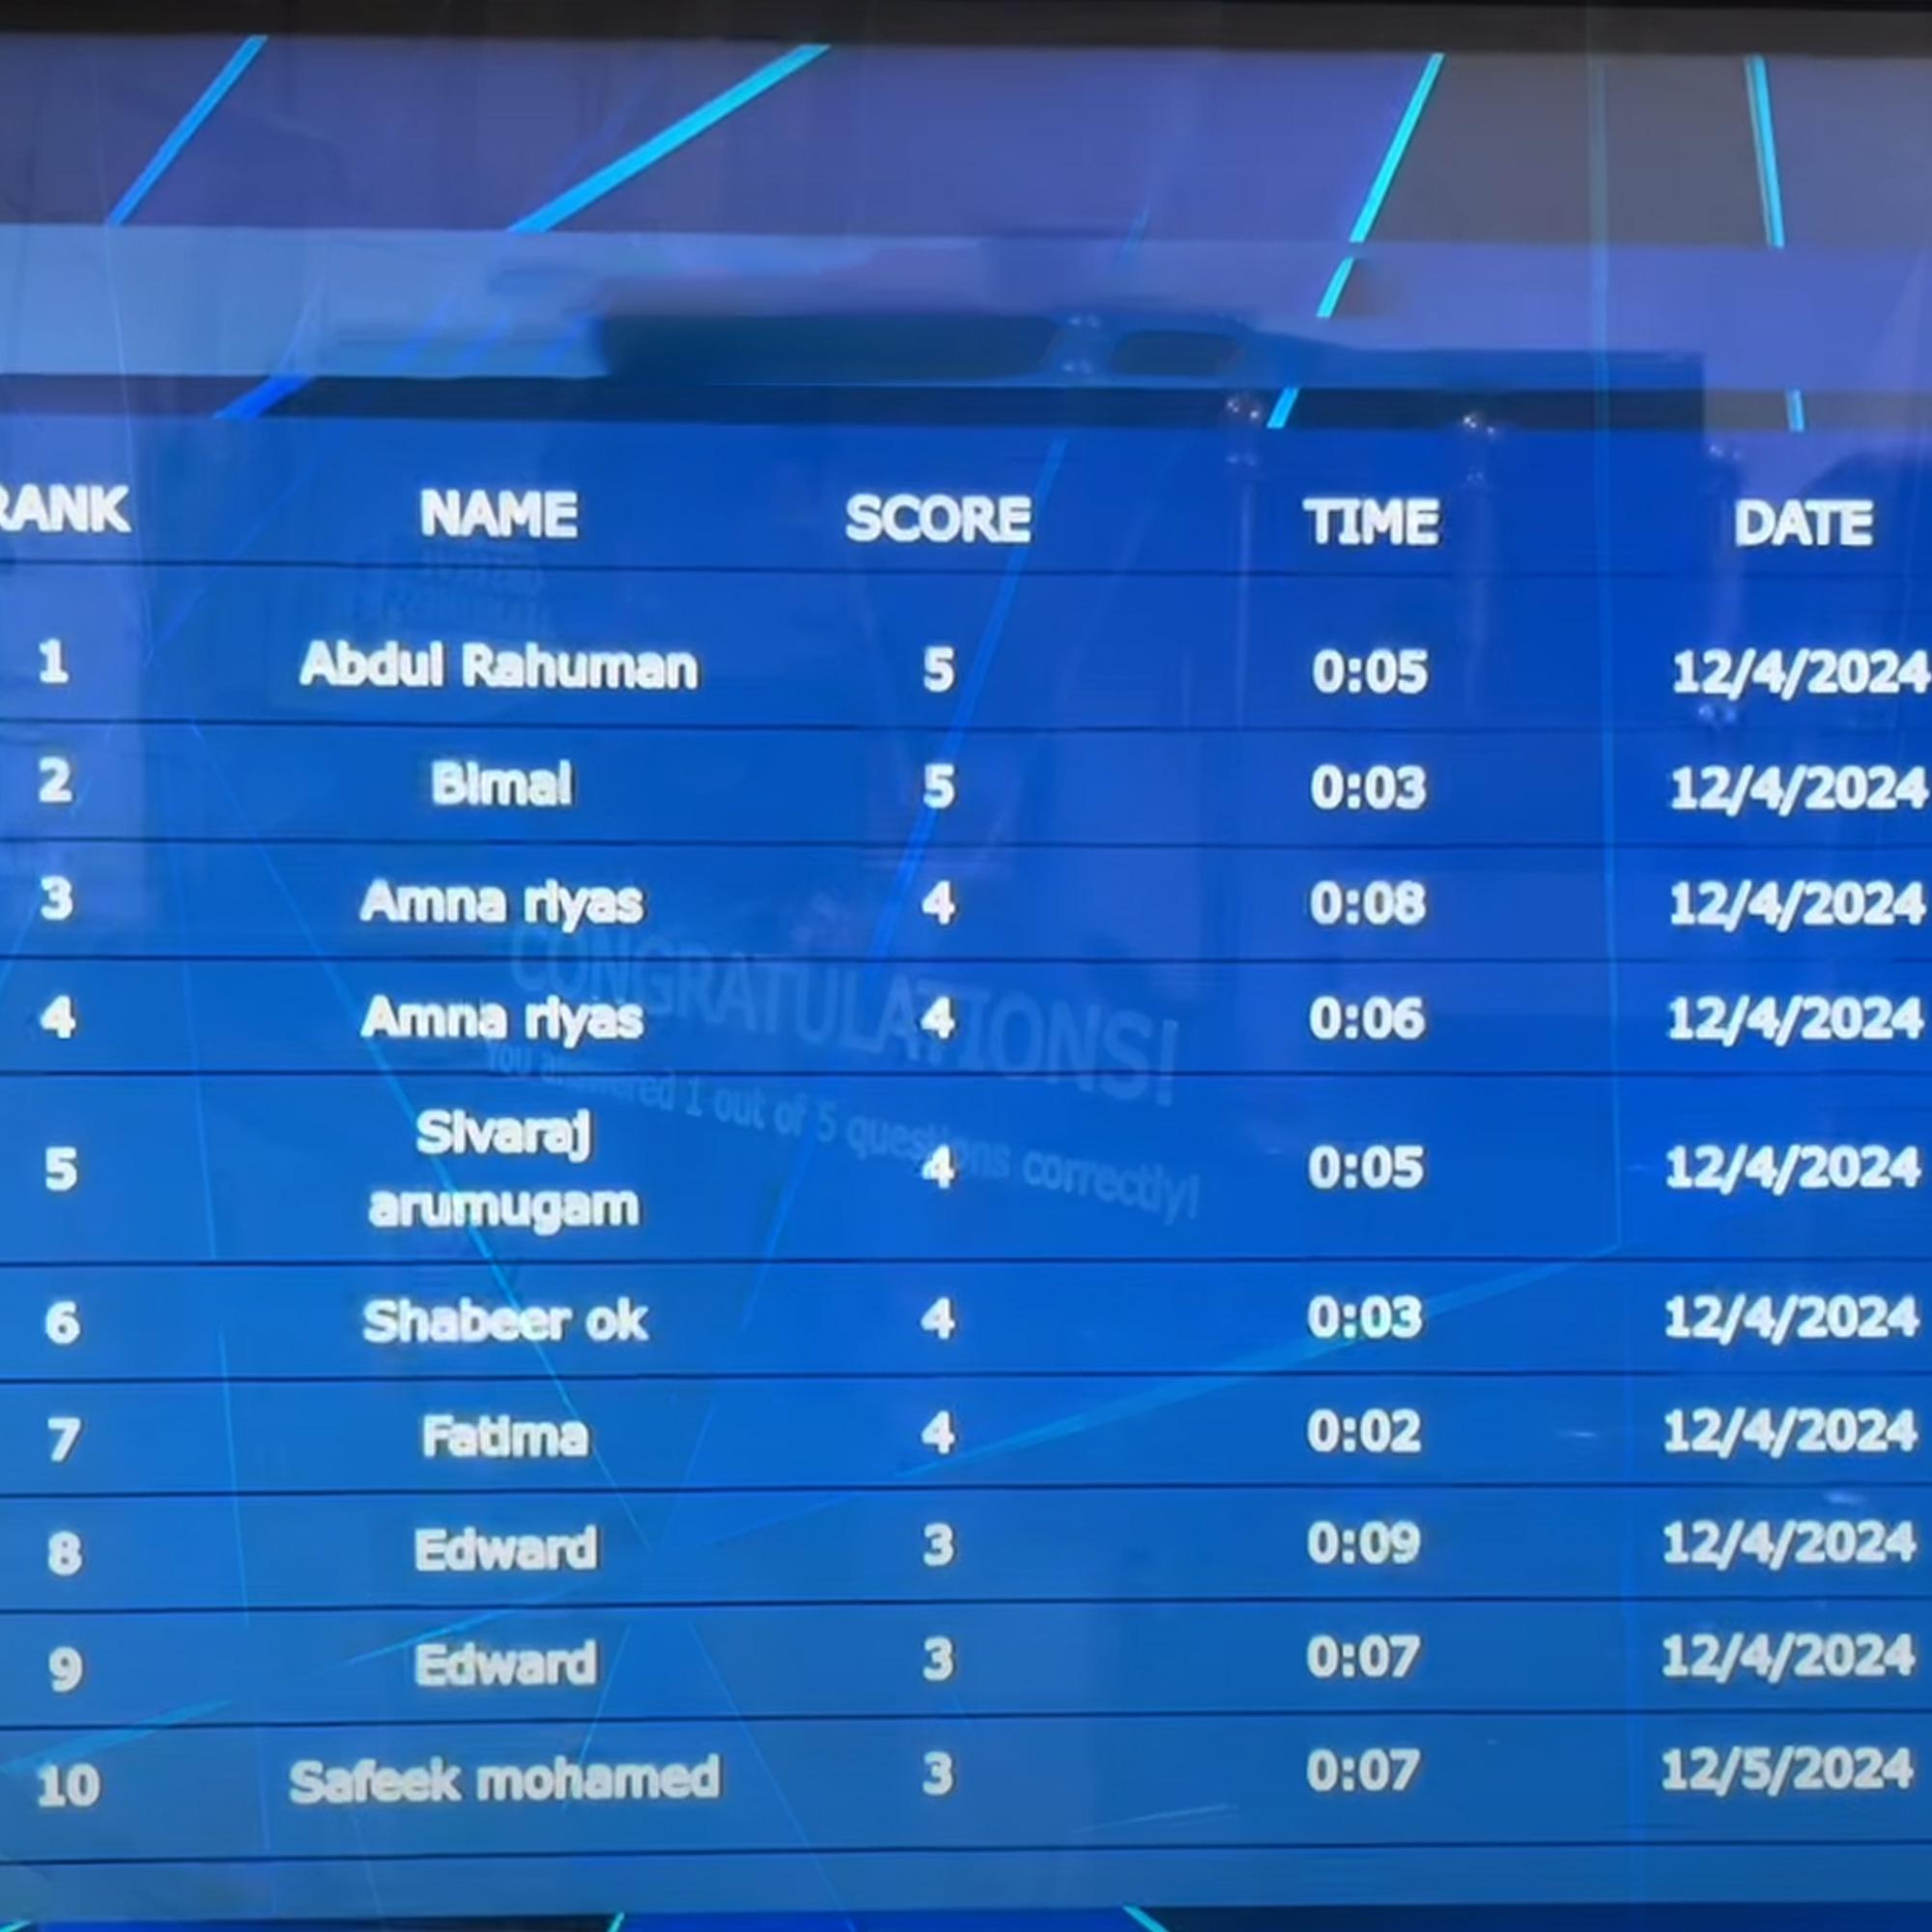 RANK NAME SCORE TIME DATE
1 Abdul Rahuman 5 0:05 12/4/2024
2 Bimal 5 0:03 12/4/2024
3 Amna riyas 4 0:08 12/4/2024
4 Amna riyas 4 0:06 12/4/2024
5 Sivaraj arumugam 4 0:05 12/4/2024
6 Shabeer ok 4 0:03 12/4/2024
7 Fatima 4 0:02 12/4/2024
8 Edward 3 0:09 12/4/2024
9 Edward 3 0:07 12/4/2024
10 Safeek mohamed 3 0:07 12/5/2024
CONGRATULATIONS!
You answered 1 out of 5 questions correctly!